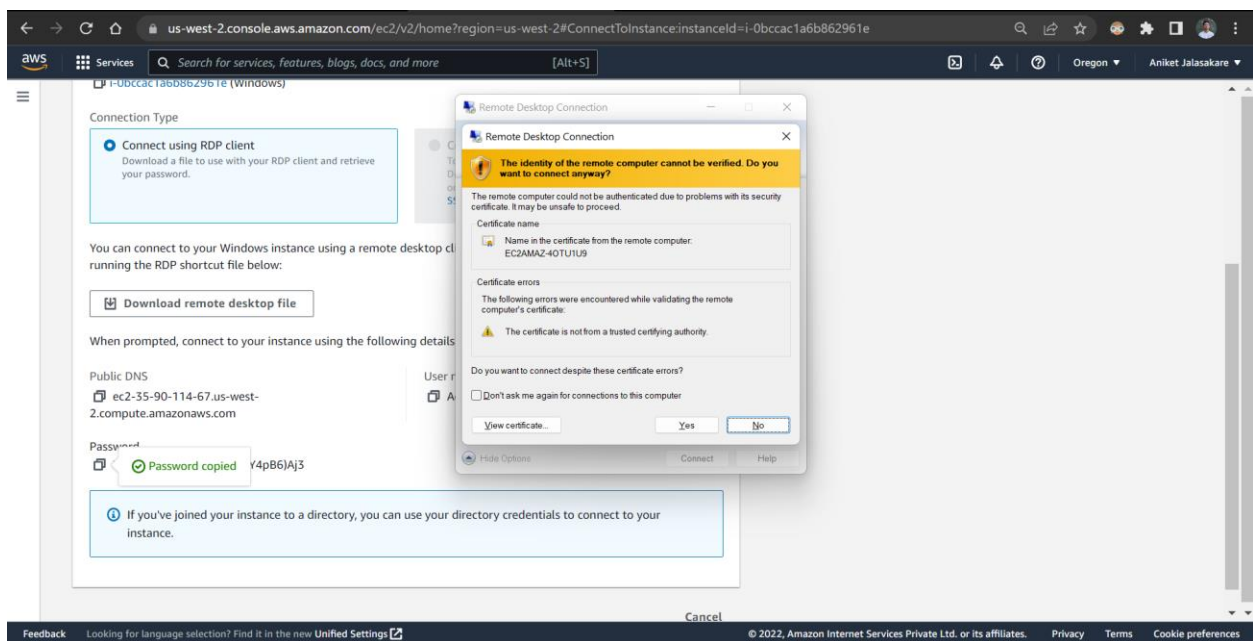 us-west-2.console.aws.amazon.com/ec2/v2/home?region=us-west-2#ConnectToInstance:instanceId=i-0bccac1a6b862961e
aws
Services
Search for services, features, blogs, docs, and more
[Alt+S]
Oregon
Aniket Jalasakare
i-0bccac1a6b862961e (Windows)
Connection Type
Connect using RDP client
Download a file to use with your RDP client and retrieve
your password.
You can connect to your Windows instance using a remote desktop cl
running the RDP shortcut file below:
Download remote desktop file
When prompted, connect to your instance using the following details
Public DNS
ec2-35-90-114-67.us-west-
2.compute.amazonaws.com
User
Password
Password copied
Y4pB6)Aj3
If you've joined your instance to a directory, you can use your directory credentials to connect to your
instance.
Cancel
Remote Desktop Connection
Remote Desktop Connection
The identity of the remote computer cannot be verified. Do you
want to connect anyway?
The remote computer could not be authenticated due to problems with its security
certificate. It may be unsafe to proceed.
Certificate name
Name in the certificate from the remote computer:
EC2AMAZ-4OTU1U9
Certificate errors
The following errors were encountered while validating the remote
computer's certificate:
The certificate is not from a trusted certifying authority.
Do you want to connect despite these certificate errors?
Don't ask me again for connections to this computer
View certificate...
Yes
No
Hide Options
Connect
Help
Feedback
Looking for language selection? Find it in the new Unified Settings
© 2022, Amazon Internet Services Private Ltd. or its affiliates.
Privacy
Terms
Cookie preferences